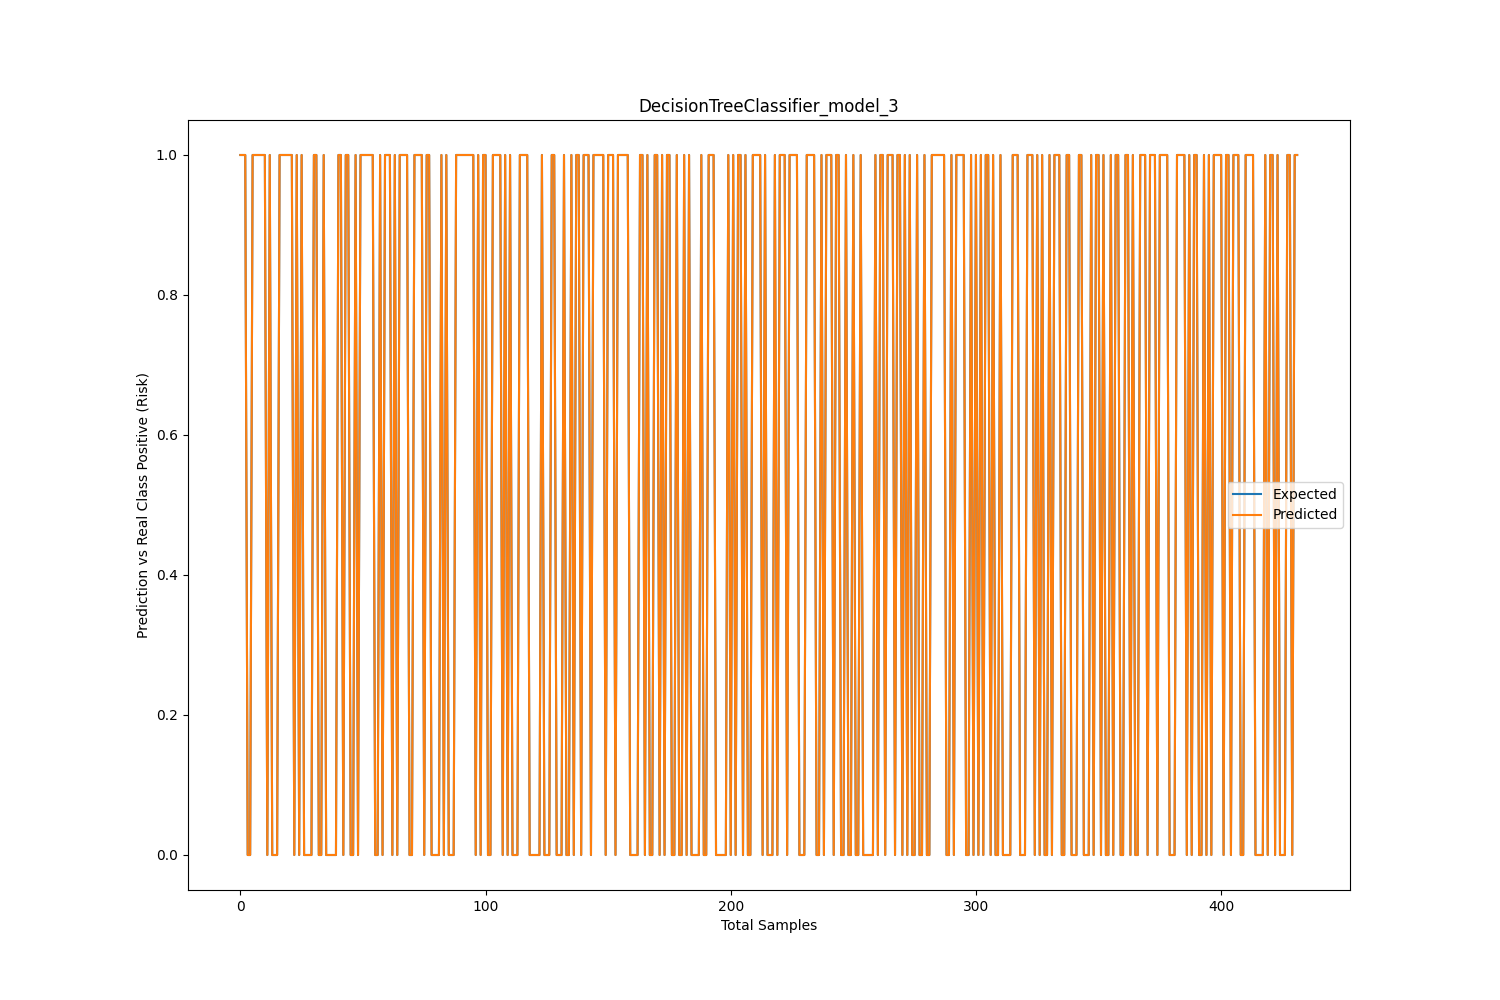 DecisionTreeClassifier_model_3
Prediction vs Real Class Positive (Risk)
1.0
0.8
0.6
0.4
0.2
0.0
Expected
Predicted
0
100
200
300
400
Total Samples